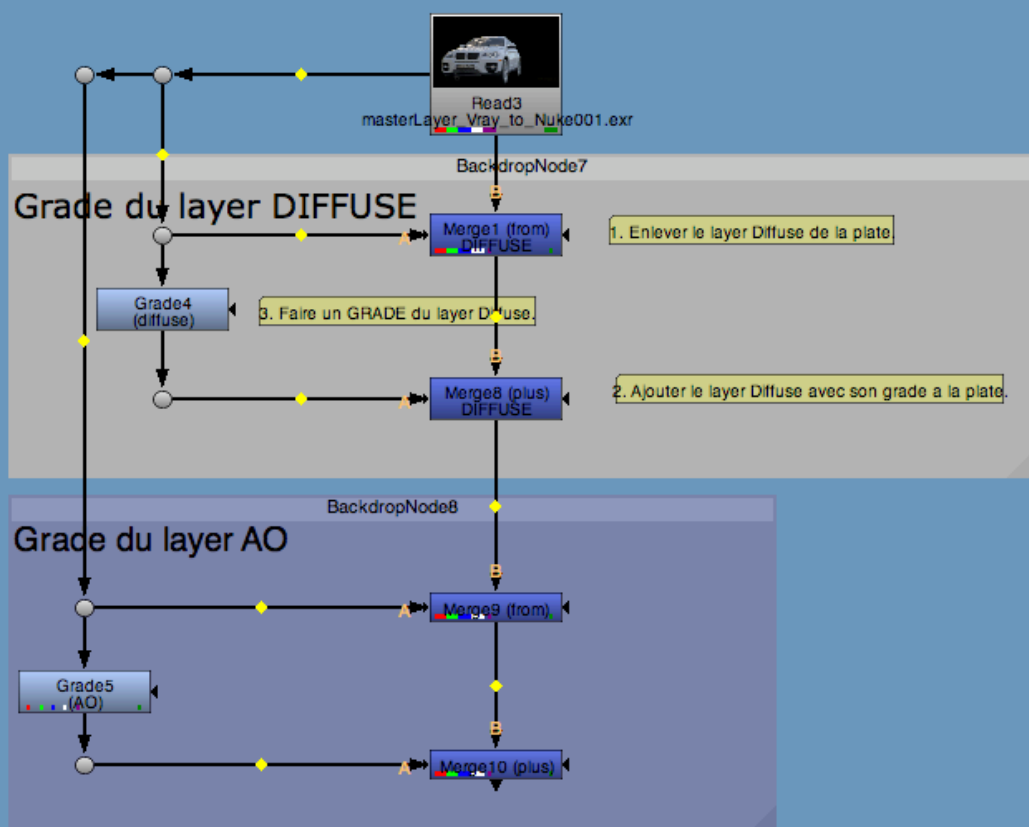 Read3
masterLayer_Vray_to_Nuke001.exr
BackdropNode7
Grade du layer DIFFUSE
B
A
Merge1 (from)
DIFFUSE
1. Enlever le layer Diffuse de la plate.
Grade4
(diffuse)
3. Faire un GRADE du layer Diffuse.
B
A
Merge8 (plus)
DIFFUSE
2. Ajouter le layer Diffuse avec son grade a la plate.
BackdropNode8
Grade du layer AO
B
A
Merge9 (from)
Grade5
(AO)
B
A
Merge10 (plus)